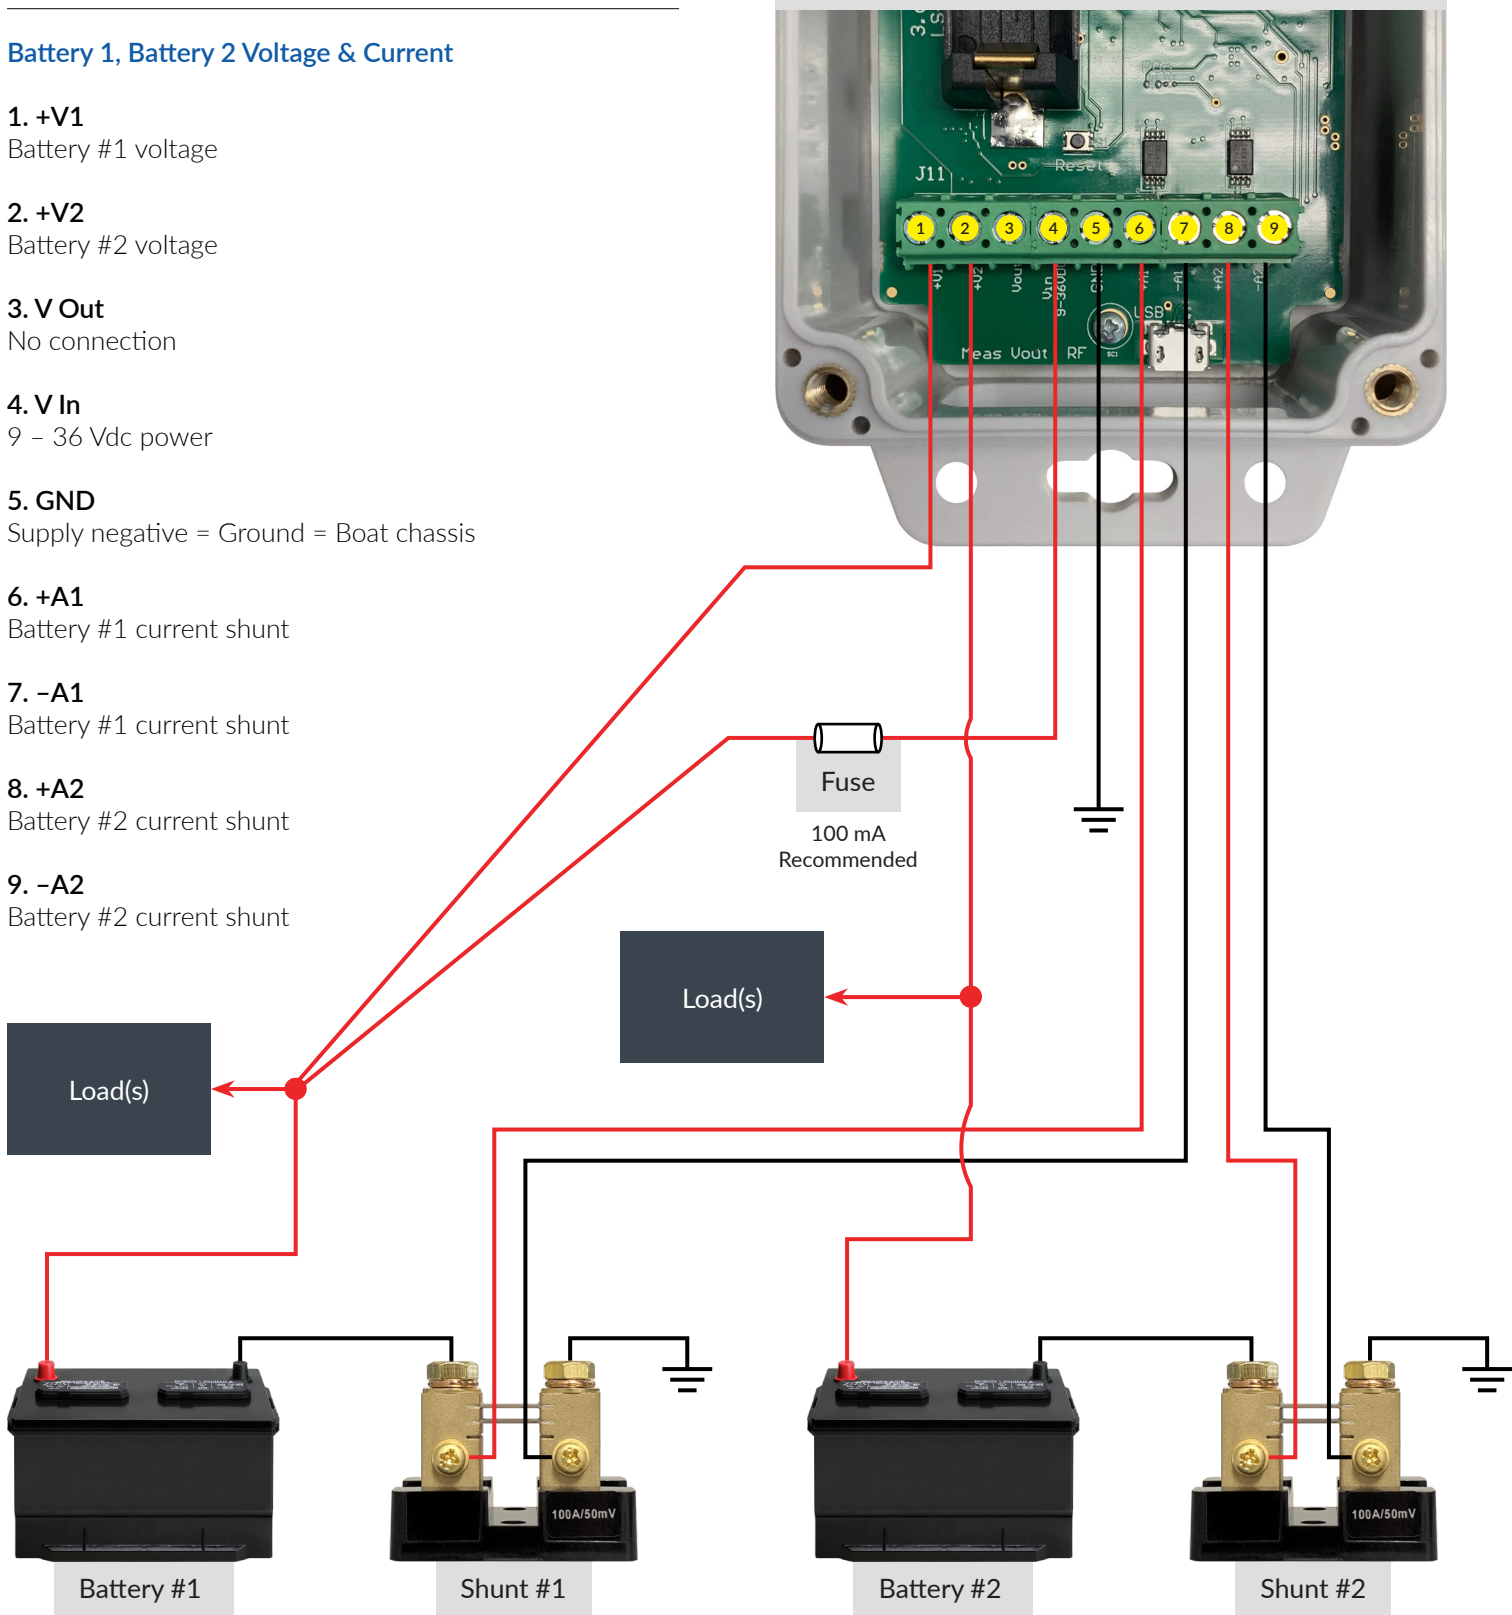 Battery 1, Battery 2 Voltage & Current
1. +V1
Battery #1 voltage
2. +V2
Battery #2 voltage
3. V Out
No connection
4. V In
9 – 36 Vdc power
5. GND
Supply negative = Ground = Boat chassis
6. +A1
Battery #1 current shunt
7. –A1
Battery #1 current shunt
8. +A2
Battery #2 current shunt
9. –A2
Battery #2 current shunt
Reset
J11
1 2 3 4 5 6 7 8 9
+V1
+V2
Vout
Vin
9-36VDC
GND
+A1
-A1
+A2
-A2
USB
Meas Vout RF
SC1
Fuse
100 mA
Recommended
Load(s)
Load(s)
100A/50mV
100A/50mV
Battery #1
Shunt #1
Battery #2
Shunt #2